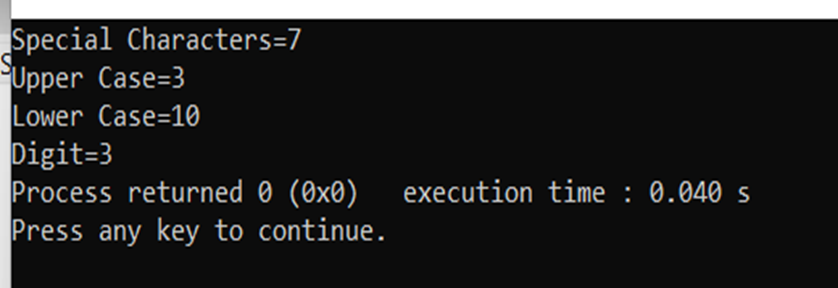 Special Characters=7
Upper Case=3
Lower Case=10
Digit=3
Process returned 0 (0x0)   execution time : 0.040 s
Press any key to continue.